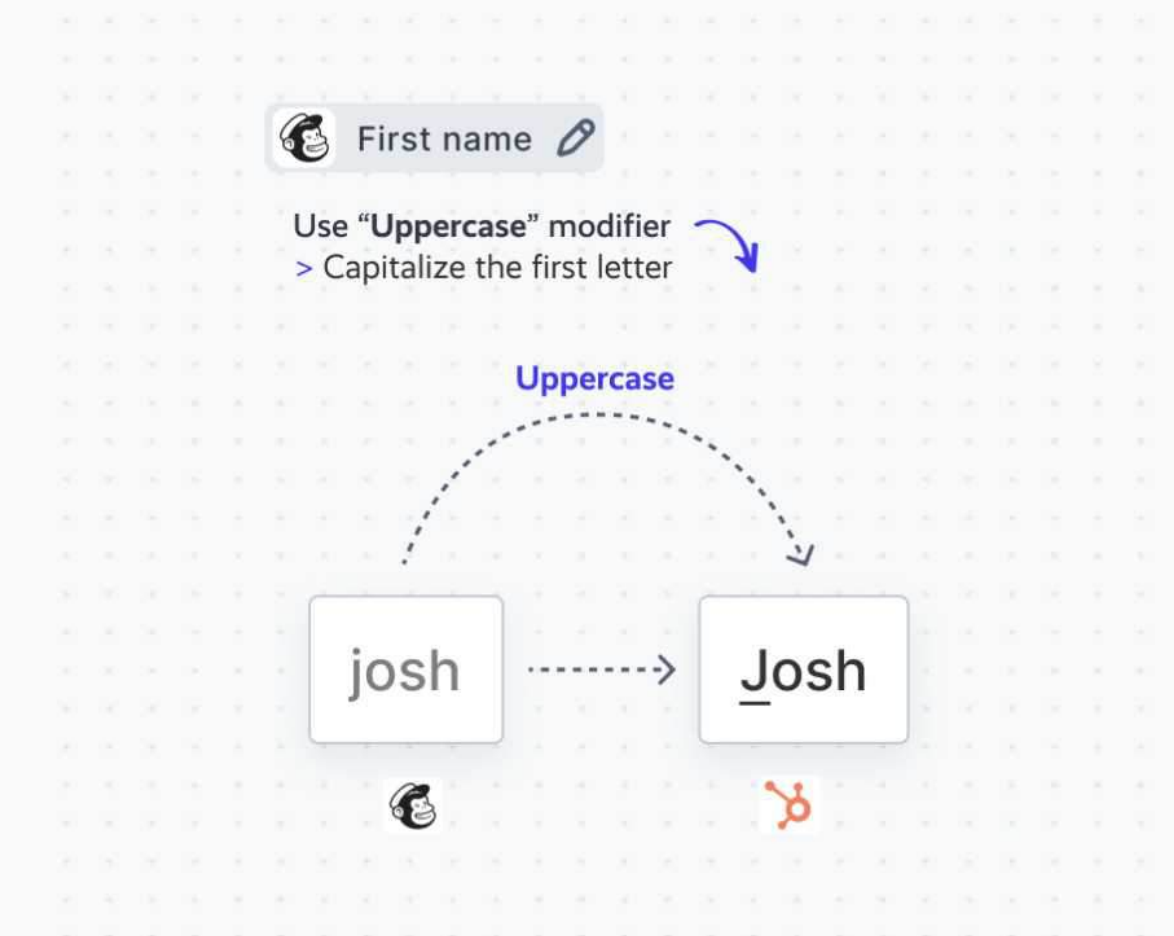 First name
Use “Uppercase” modifier
> Capitalize the first letter
Uppercase
josh
Josh